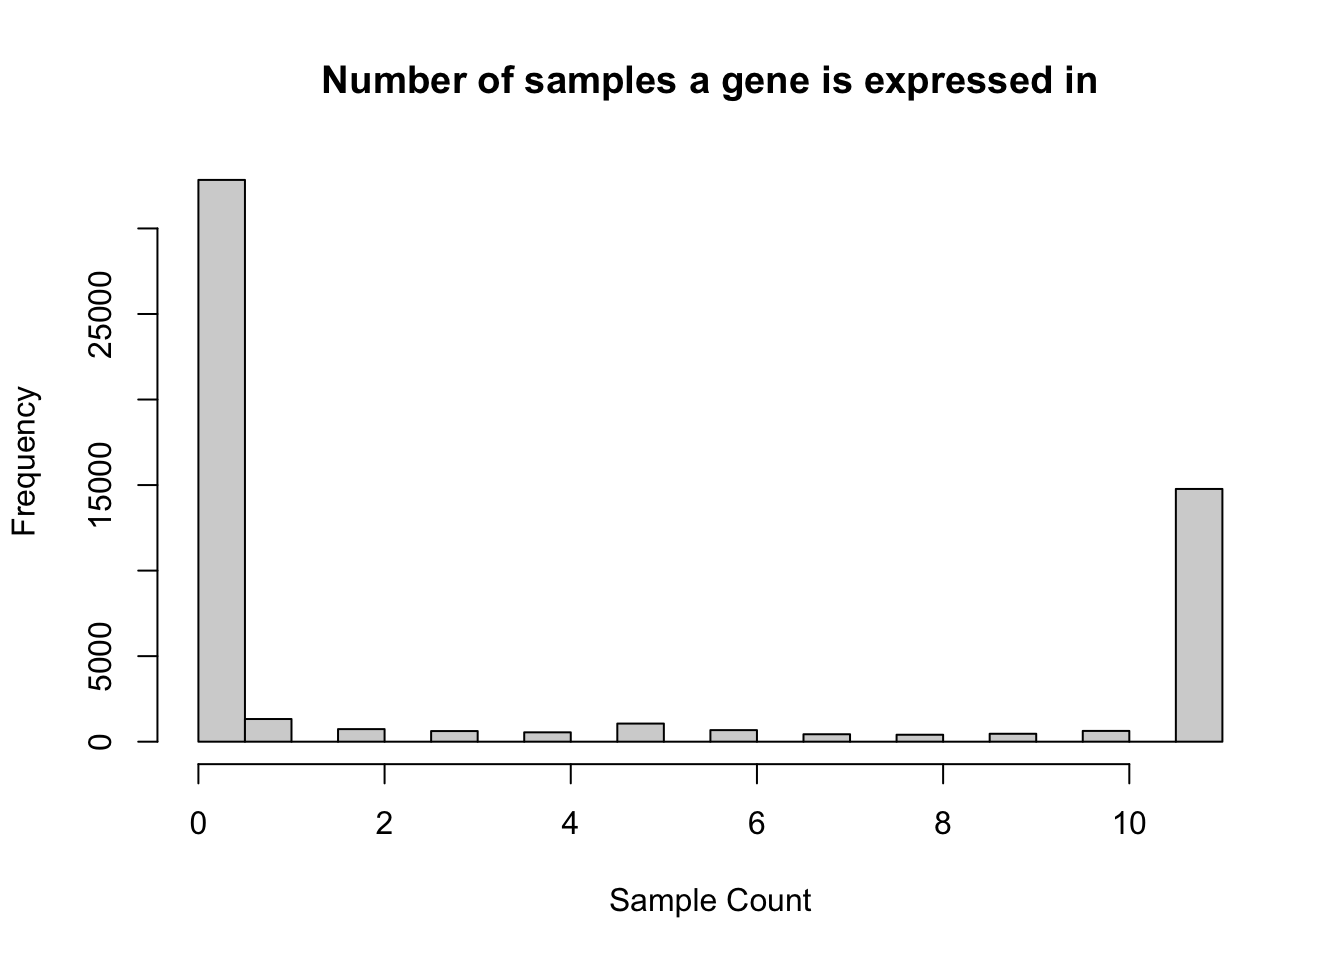 Number of samples a gene is expressed in
Frequency
25000
15000
5000
0
0 2 4 6 8 10
Sample Count